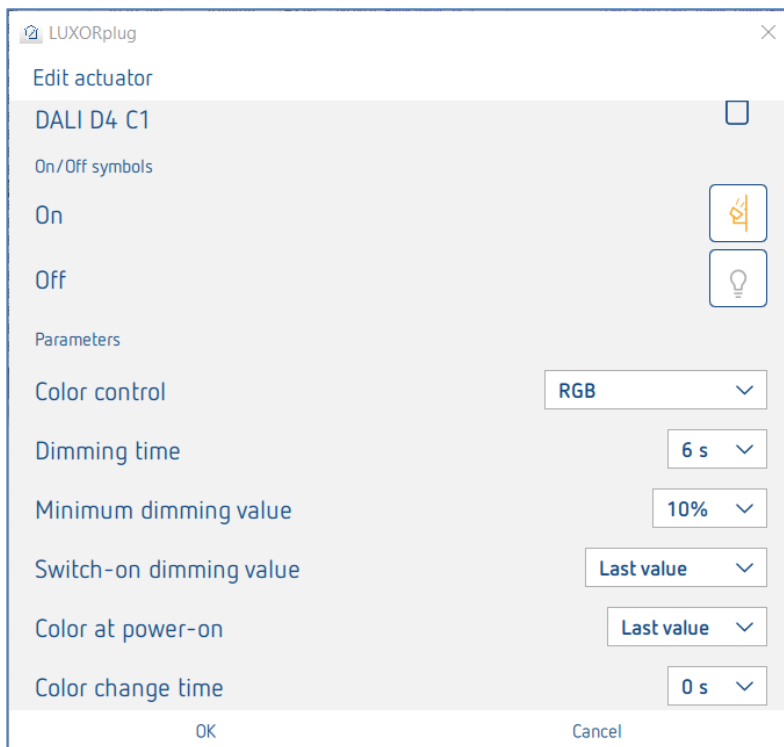 LUXORplug
Edit actuator
DALI D4 C1
On/Off symbols
On
Off
Parameters
Color control RGB
Dimming time 6 s
Minimum dimming value 10%
Switch-on dimming value Last value
Color at power-on Last value
Color change time 0 s
OK Cancel